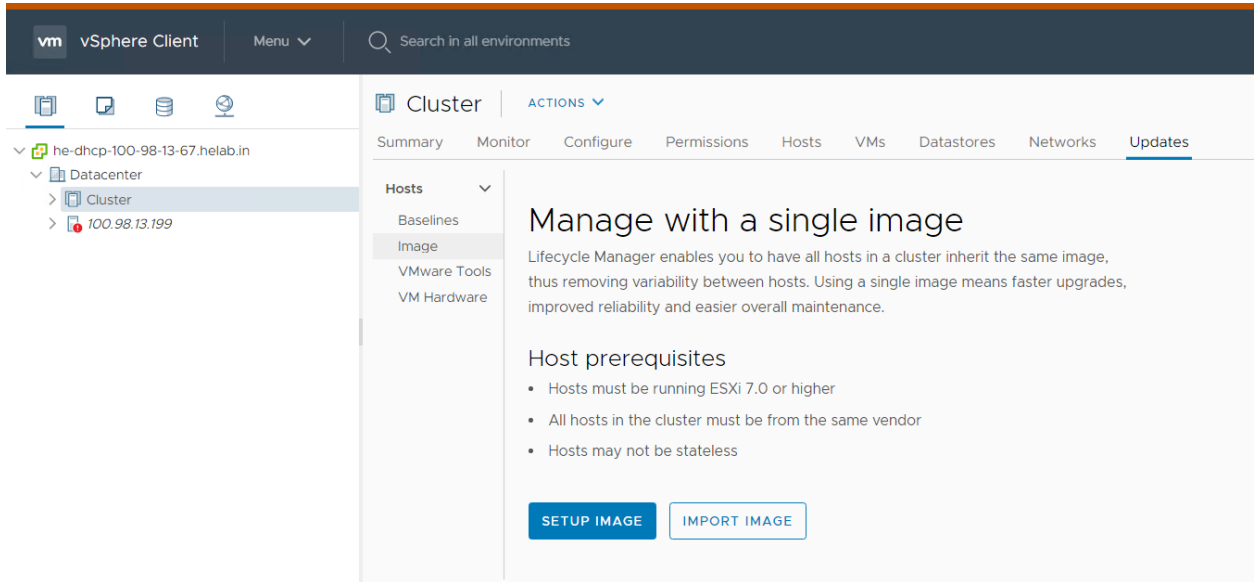 vm vSphere Client Menu Search in all environments
he-dhcp-100-98-13-67.helab.in
Datacenter
Cluster
100.98.13.199
Cluster ACTIONS
Summary Monitor Configure Permissions Hosts VMs Datastores Networks Updates
Hosts
Baselines
Image
VMware Tools
VM Hardware
Manage with a single image
Lifecycle Manager enables you to have all hosts in a cluster inherit the same image,
thus removing variability between hosts. Using a single image means faster upgrades,
improved reliability and easier overall maintenance.
Host prerequisites
• Hosts must be running ESXi 7.0 or higher
• All hosts in the cluster must be from the same vendor
• Hosts may not be stateless
SETUP IMAGE IMPORT IMAGE